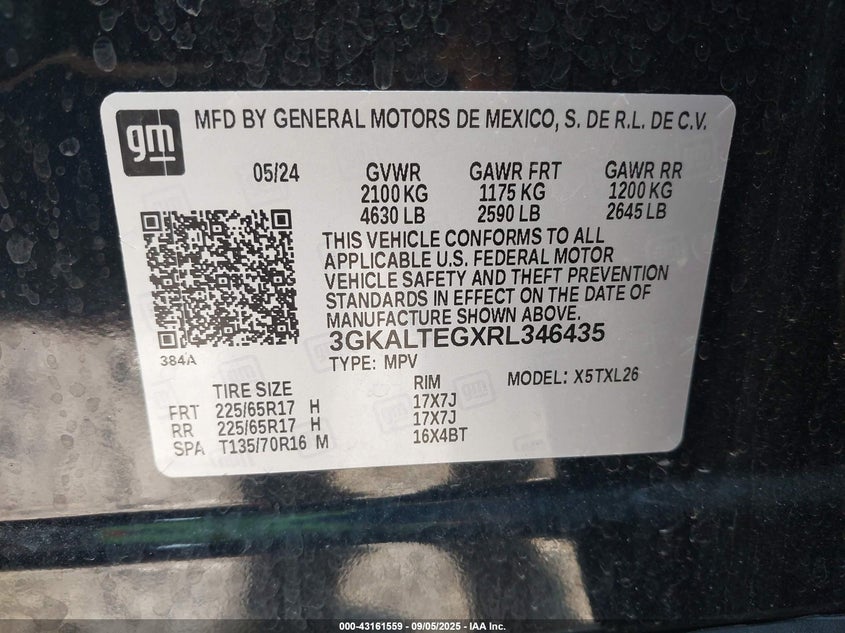 gm
MFD BY GENERAL MOTORS DE MEXICO, S. DE R.L. DE C.V.
05/24 GVWR GAWR FRT GAWR RR
2100 KG 1175 KG 1200 KG
4630 LB 2590 LB 2645 LB
THIS VEHICLE CONFORMS TO ALL
APPLICABLE U.S. FEDERAL MOTOR
VEHICLE SAFETY AND THEFT PREVENTION
STANDARDS IN EFFECT ON THE DATE OF
MANUFACTURE SHOWN ABOVE.
384A
3GKALTEGXRL346435
TYPE: MPV
MODEL: X5TXL26
TIRE SIZE RIM
FRT 225/65R17 H 17X7J
RR 225/65R17 H 17X7J
SPA T135/70R16 M 16X4BT
000-43161559 - 09/05/2025 - IAA Inc.